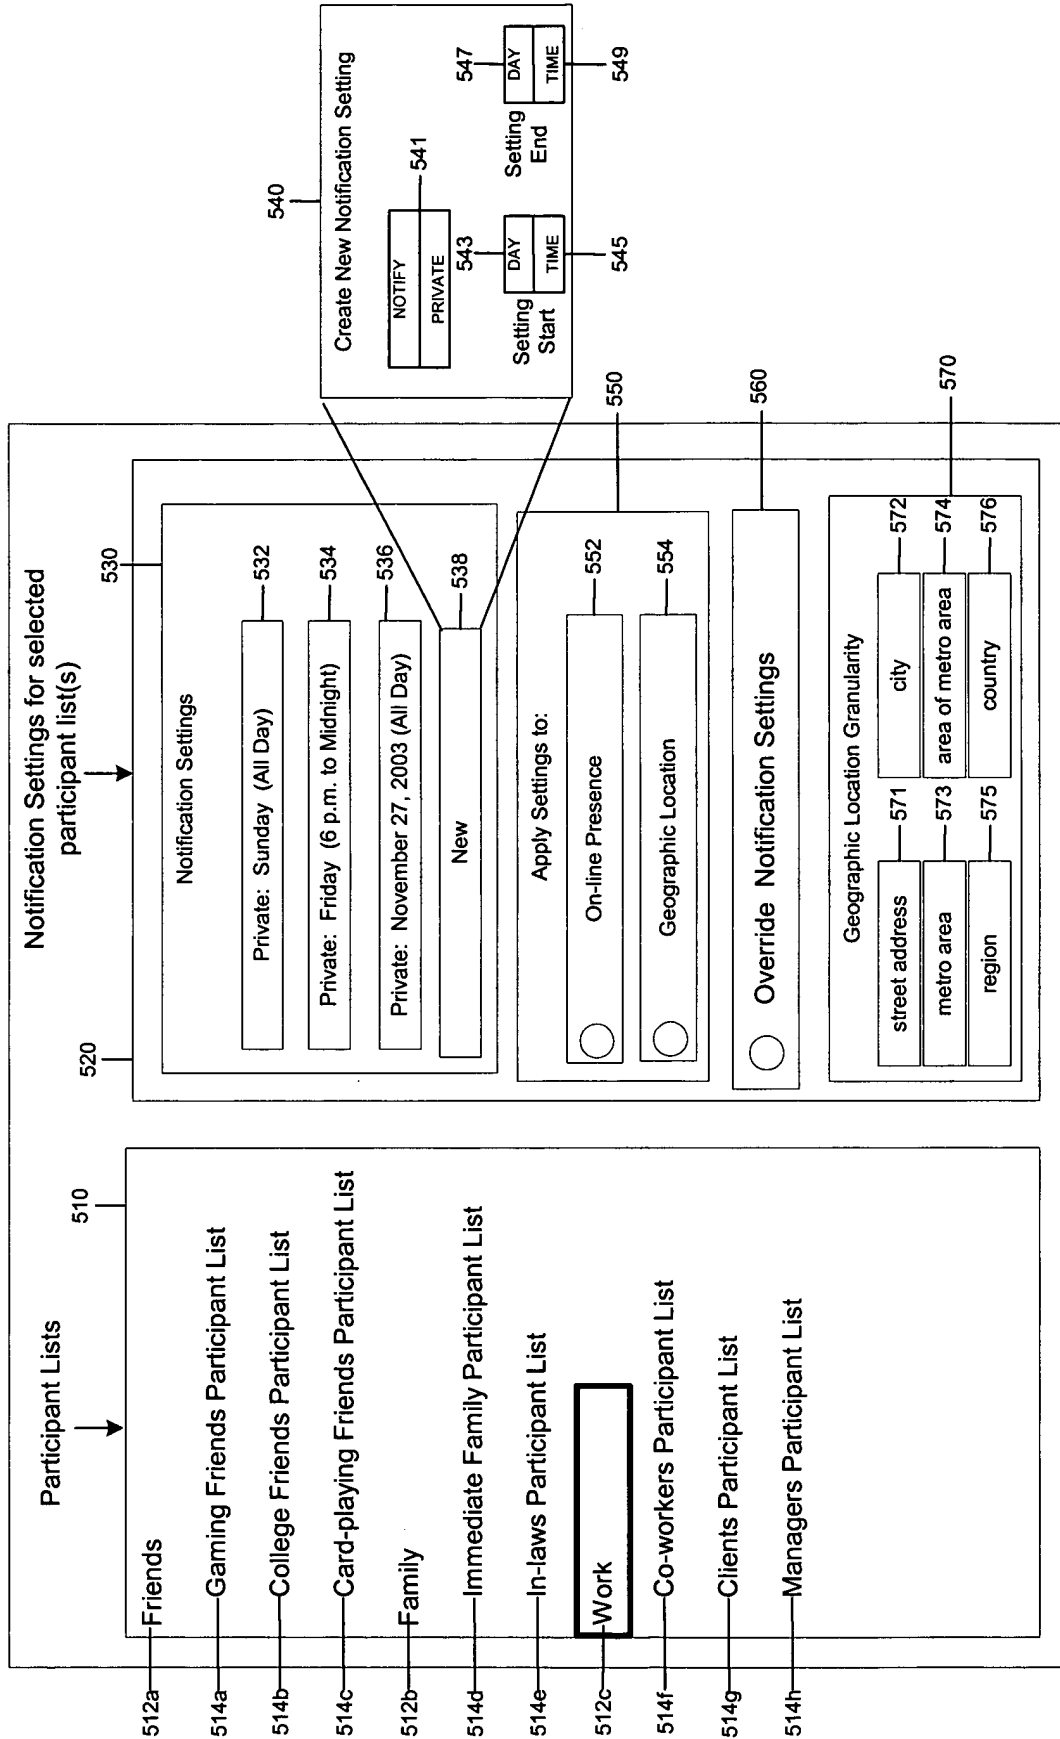 Participant Lists
510
512a
Friends
514a
Gaming Friends Participant List
514b
College Friends Participant List
514c
Card-playing Friends Participant List
512b
Family
514d
Immediate Family Participant List
514e
In-laws Participant List
512c
Work
514f
Co-workers Participant List
514g
Clients Participant List
514h
Managers Participant List
Notification Settings for selected
participant list(s)
520
530
Notification Settings
Private: Sunday (All Day)
532
Private: Friday (6 p.m. to Midnight)
534
Private: November 27, 2003 (All Day)
536
New
538
540
Create New Notification Setting
NOTIFY
PRIVATE
541
543
547
Setting
Start
DAY
TIME
Setting
End
DAY
TIME
545
549
550
Apply Settings to:
On-line Presence
552
Geographic Location
554
Override Notification Settings
560
Geographic Location Granularity
570
street address
571
city
572
metro area
573
area of metro area
574
region
575
country
576